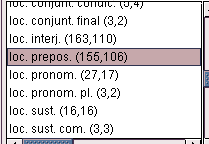 loc. conjunt. condic. (5,4)
loc. conjunt. final (3,2)
loc. interj. (163,110)
loc. prepos. (155,106)
loc. pronom. (27,17)
loc. pronom. pl. (3,2)
loc. sust. (16,16)
loc. sust. com. (3,3)